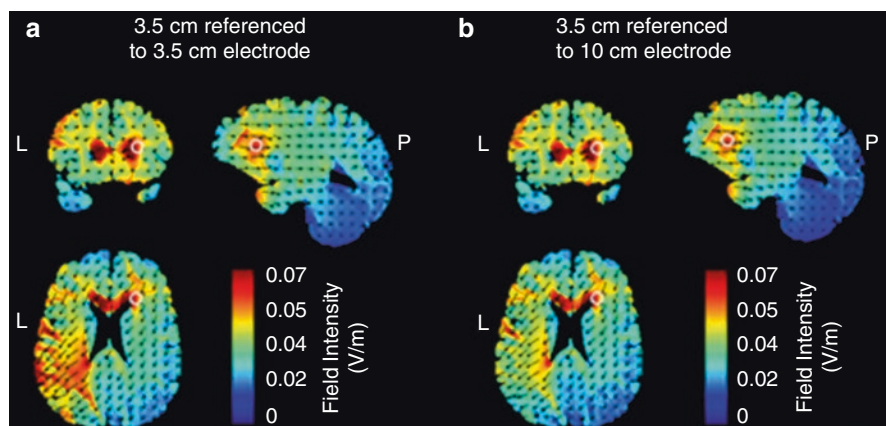 a
3.5 cm referenced
to 3.5 cm electrode
L
P
L
0.07
0.05
0.04
0.02
0
Field Intensity
(V/m)
b
3.5 cm referenced
to 10 cm electrode
L
L
0.07
0.05
0.04
0.02
0
Field Intensity
(V/m)